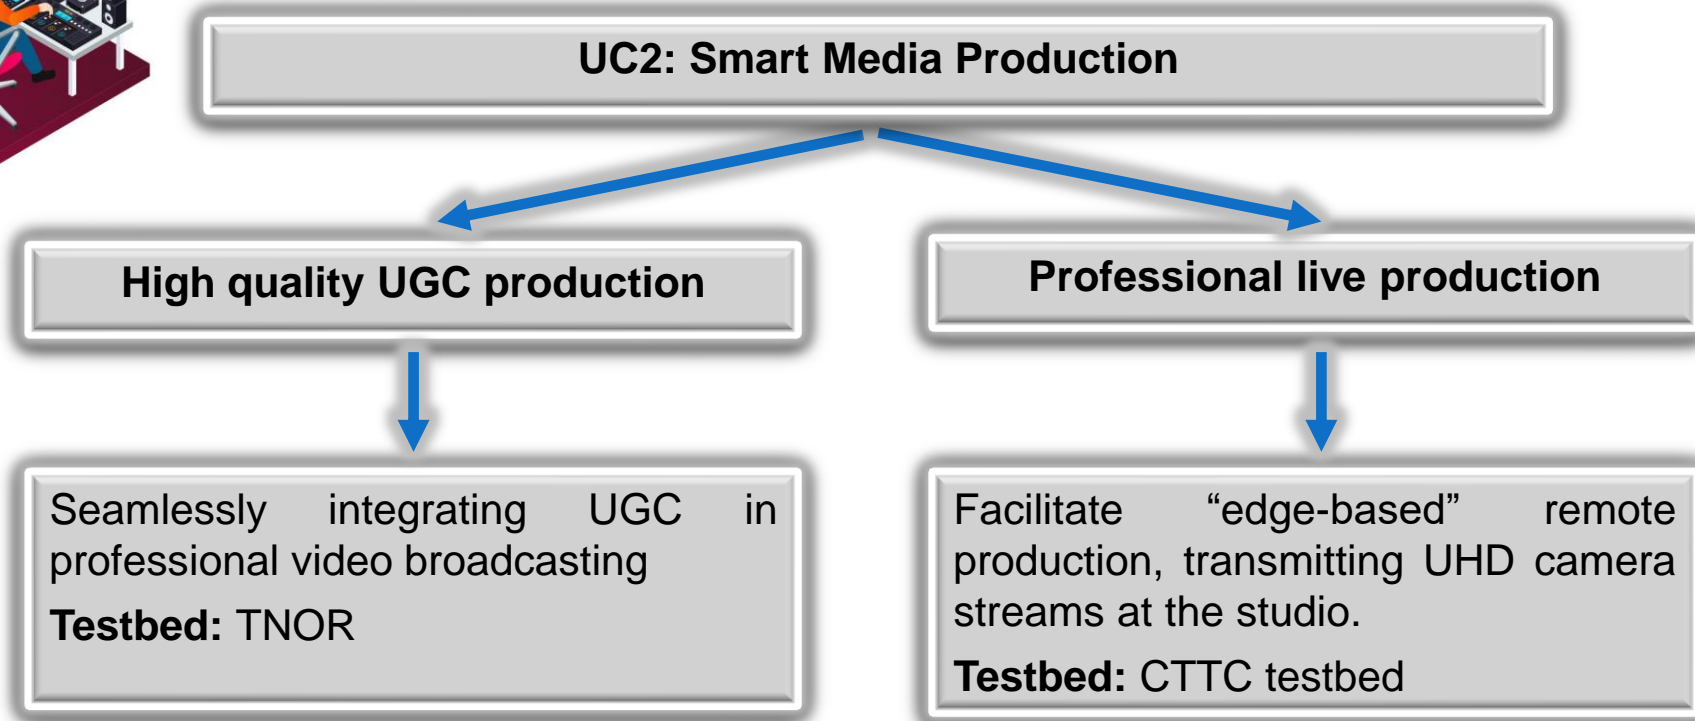 UC2: Smart Media Production
High quality UGC production
Professional live production
Seamlessly integrating UGC in
professional video broadcasting
Testbed: TNOR
Facilitate “edge-based” remote
production, transmitting UHD camera
streams at the studio.
Testbed: CTTC testbed